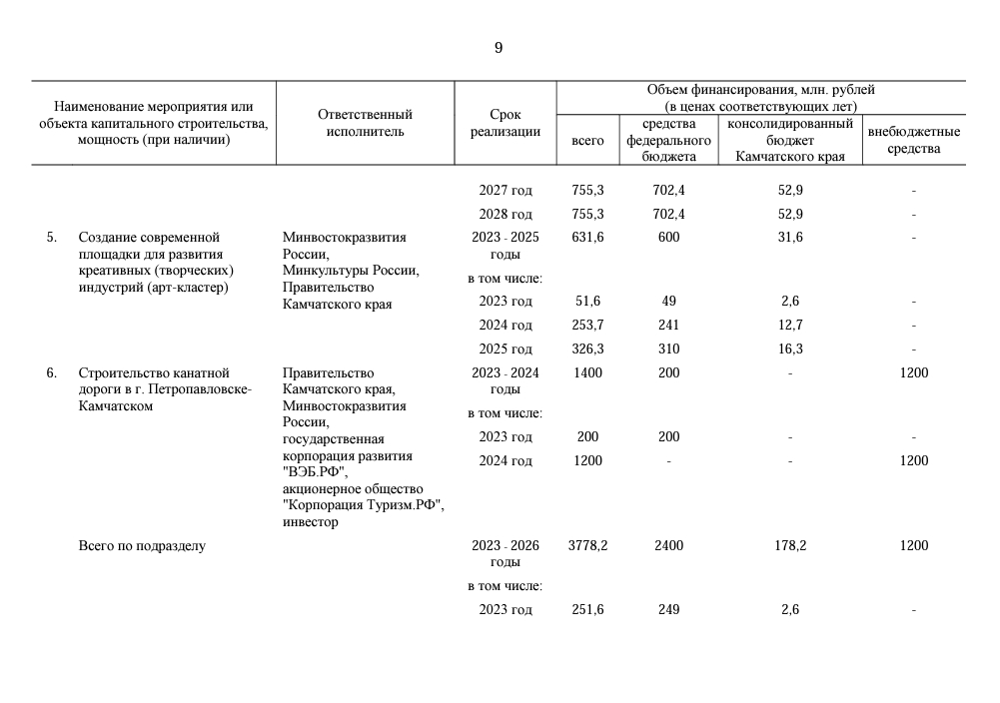 9
Наименование мероприятия или
объекта капитального строительства,
мощность (при наличии)
Ответственный
исполнитель
Срок
реализации
Объем финансирования, млн. рублей
(в ценах соответствующих лет)
всего
средства
федерального
бюджета
консолидированный
бюджет
Камчатского края
внебюджетные
средства
2027 год 755,3 702,4 52,9 -
2028 год 755,3 702,4 52,9 -
5. Создание современной Минвостокразвития 2023 - 2025 631,6 600 31,6 -
площадки для развития России, годы
креативных (творческих) Минкультуры России, в том числе:
индустрий (арт-кластер) Правительство
Камчатского края 2023 год 51,6 49 2,6 -
2024 год 253,7 241 12,7 -
2025 год 326,3 310 16,3 -
6. Строительство канатной Правительство 2023 - 2024 1400 200 - 1200
дороги в г. Петропавловске- Камчатского края, годы
Камчатском Минвостокразвития в том числе:
России,
государственная 2023 год 200 200 - -
корпорация развития 2024 год 1200 - - 1200
"ВЭБ.РФ",
акционерное общество
"Корпорация Туризм.РФ",
инвестор
Всего по подразделу 2023 - 2026 3778,2 2400 178,2 1200
годы
в том числе:
2023 год 251,6 249 2,6 -